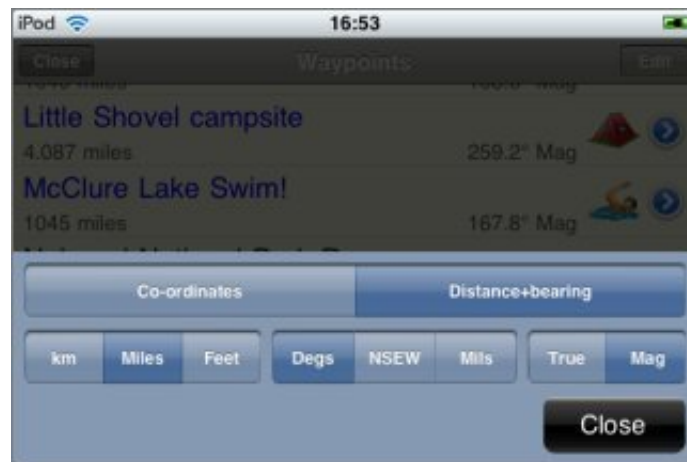 iPod 16:53
Close Waypoints Edit
Little Shovel campsite
4.087 miles 259.2° Mag
McClure Lake Swim!
1045 miles 167.8° Mag
Co-ordinates Distance+bearing
km Miles Feet Degs NSEW Mils True Mag
Close